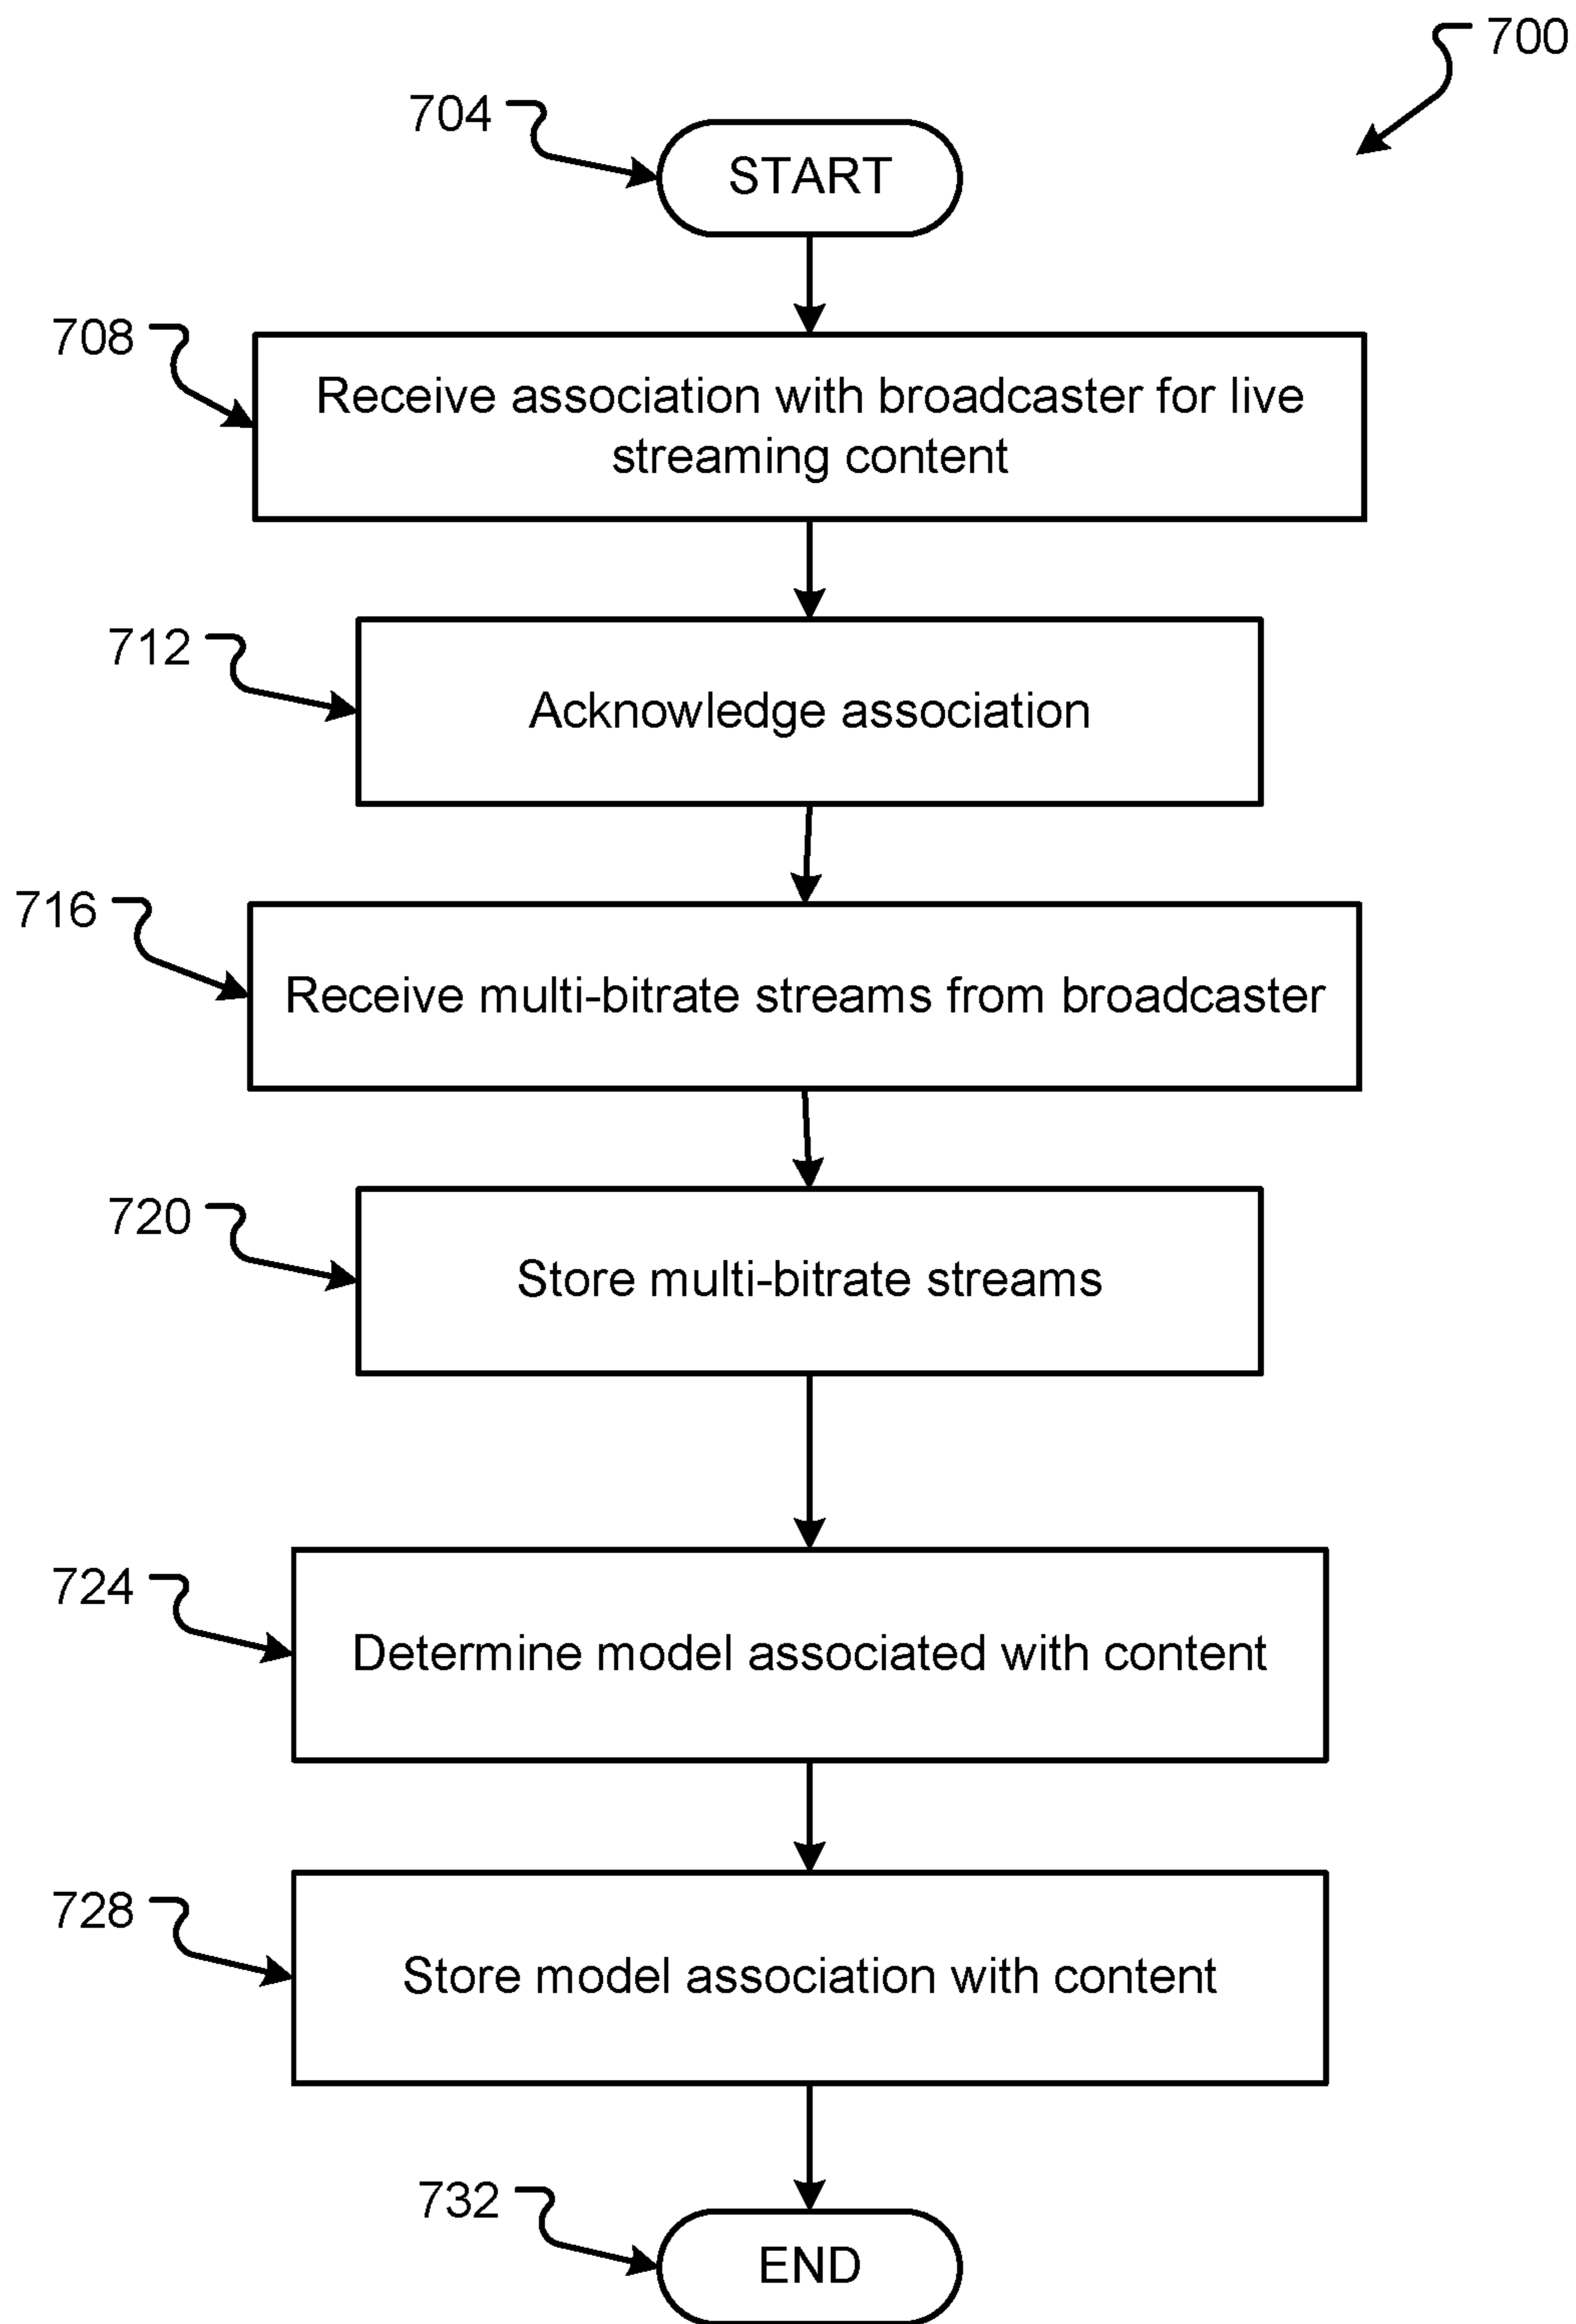 700
704
START
708
Receive association with broadcaster for live
streaming content
712
Acknowledge association
716
Receive multi-bitrate streams from broadcaster
720
Store multi-bitrate streams
724
Determine model associated with content
728
Store model association with content
732
END